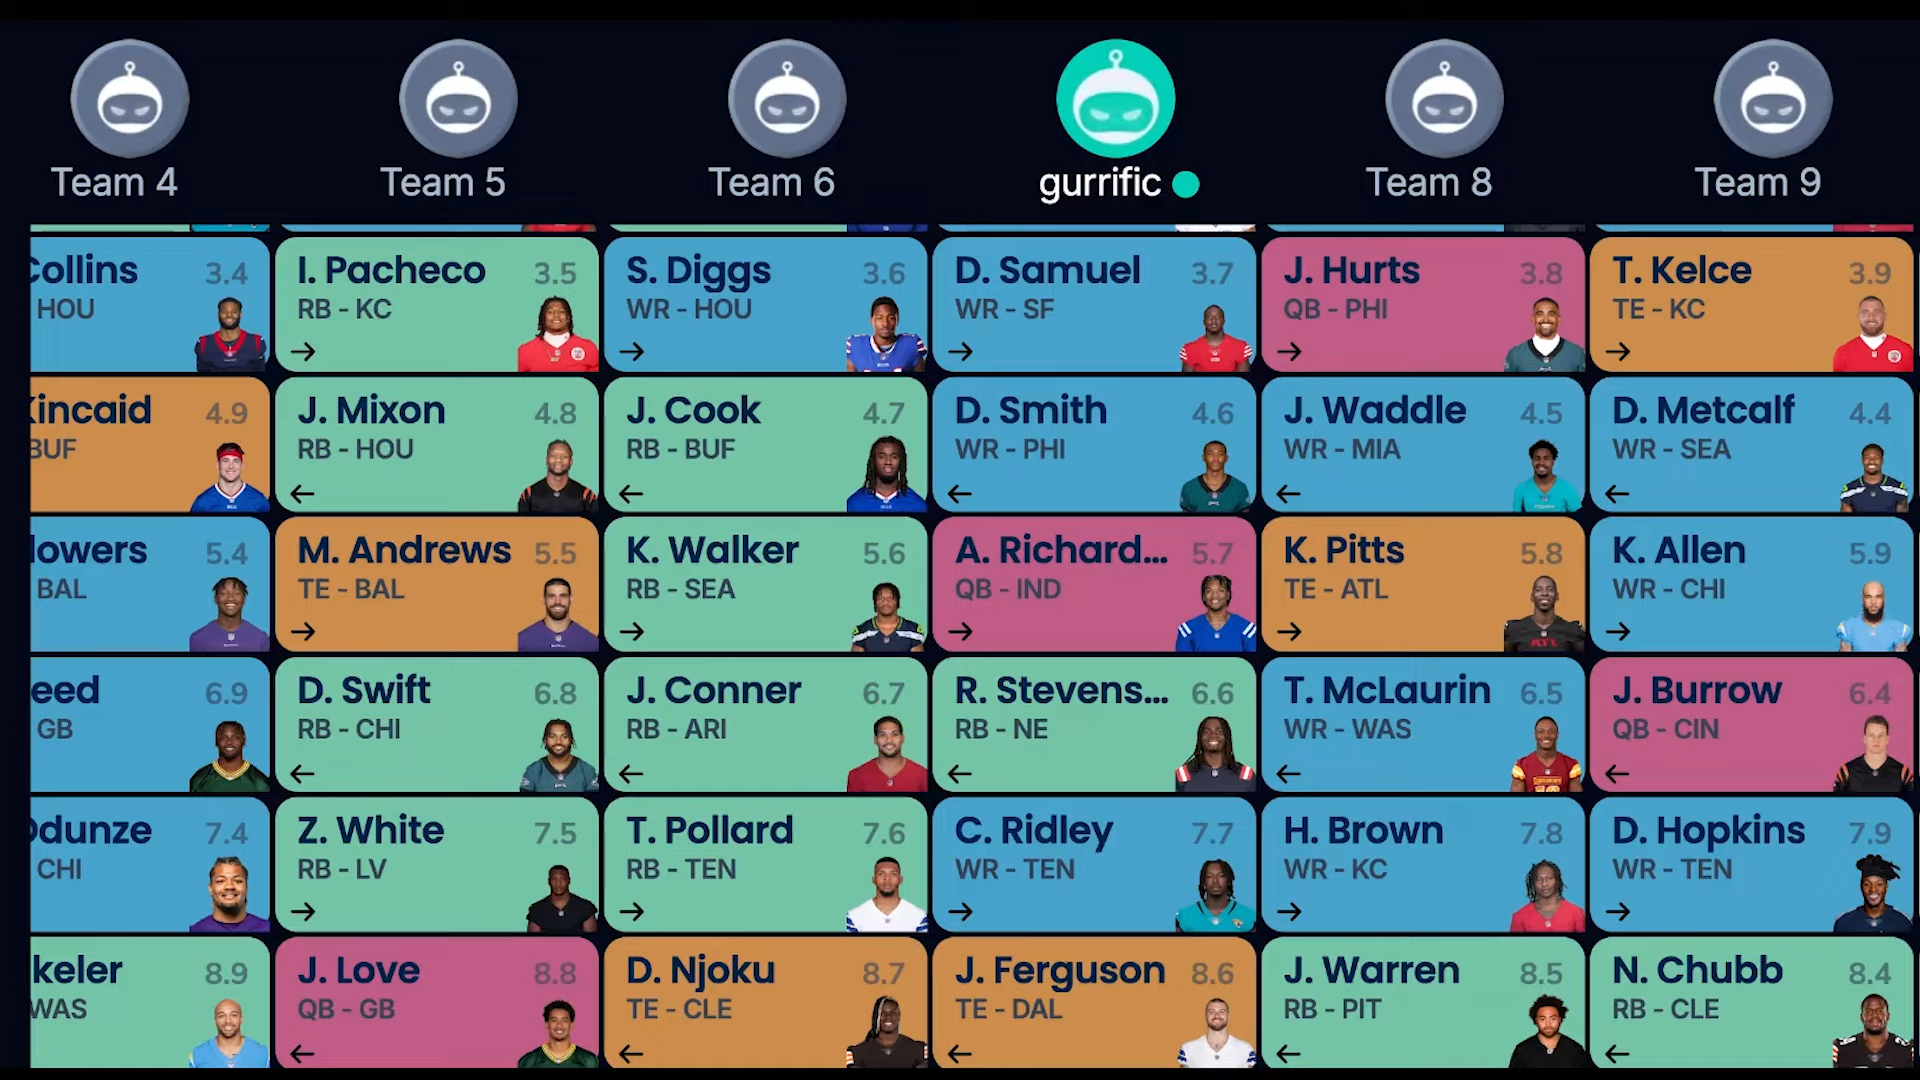 Team 4
Team 5
Team 6
gurrific
Team 8
Team 9
Collins 3.4
HOU
I. Pacheco 3.5
RB - KC
S. Diggs 3.6
WR - HOU
D. Samuel 3.7
WR - SF
J. Hurts 3.8
QB - PHI
T. Kelce 3.9
TE - KC
Kincaid 4.9
BUF
J. Mixon 4.8
RB - HOU
J. Cook 4.7
RB - BUF
D. Smith 4.6
WR - PHI
J. Waddle 4.5
WR - MIA
D. Metcalf 4.4
WR - SEA
lowers 5.4
BAL
M. Andrews 5.5
TE - BAL
K. Walker 5.6
RB - SEA
A. Richard... 5.7
QB - IND
K. Pitts 5.8
TE - ATL
K. Allen 5.9
WR - CHI
eed 6.9
GB
D. Swift 6.8
RB - CHI
J. Conner 6.7
RB - ARI
R. Stevens... 6.6
RB - NE
T. McLaurin 6.5
WR - WAS
J. Burrow 6.4
QB - CIN
Odunze 7.4
CHI
Z. White 7.5
RB - LV
T. Pollard 7.6
RB - TEN
C. Ridley 7.7
WR - TEN
H. Brown 7.8
WR - KC
D. Hopkins 7.9
WR - TEN
keler 8.9
WAS
J. Love 8.8
QB - GB
D. Njoku 8.7
TE - CLE
J. Ferguson 8.6
TE - DAL
J. Warren 8.5
RB - PIT
N. Chubb 8.4
RB - CLE